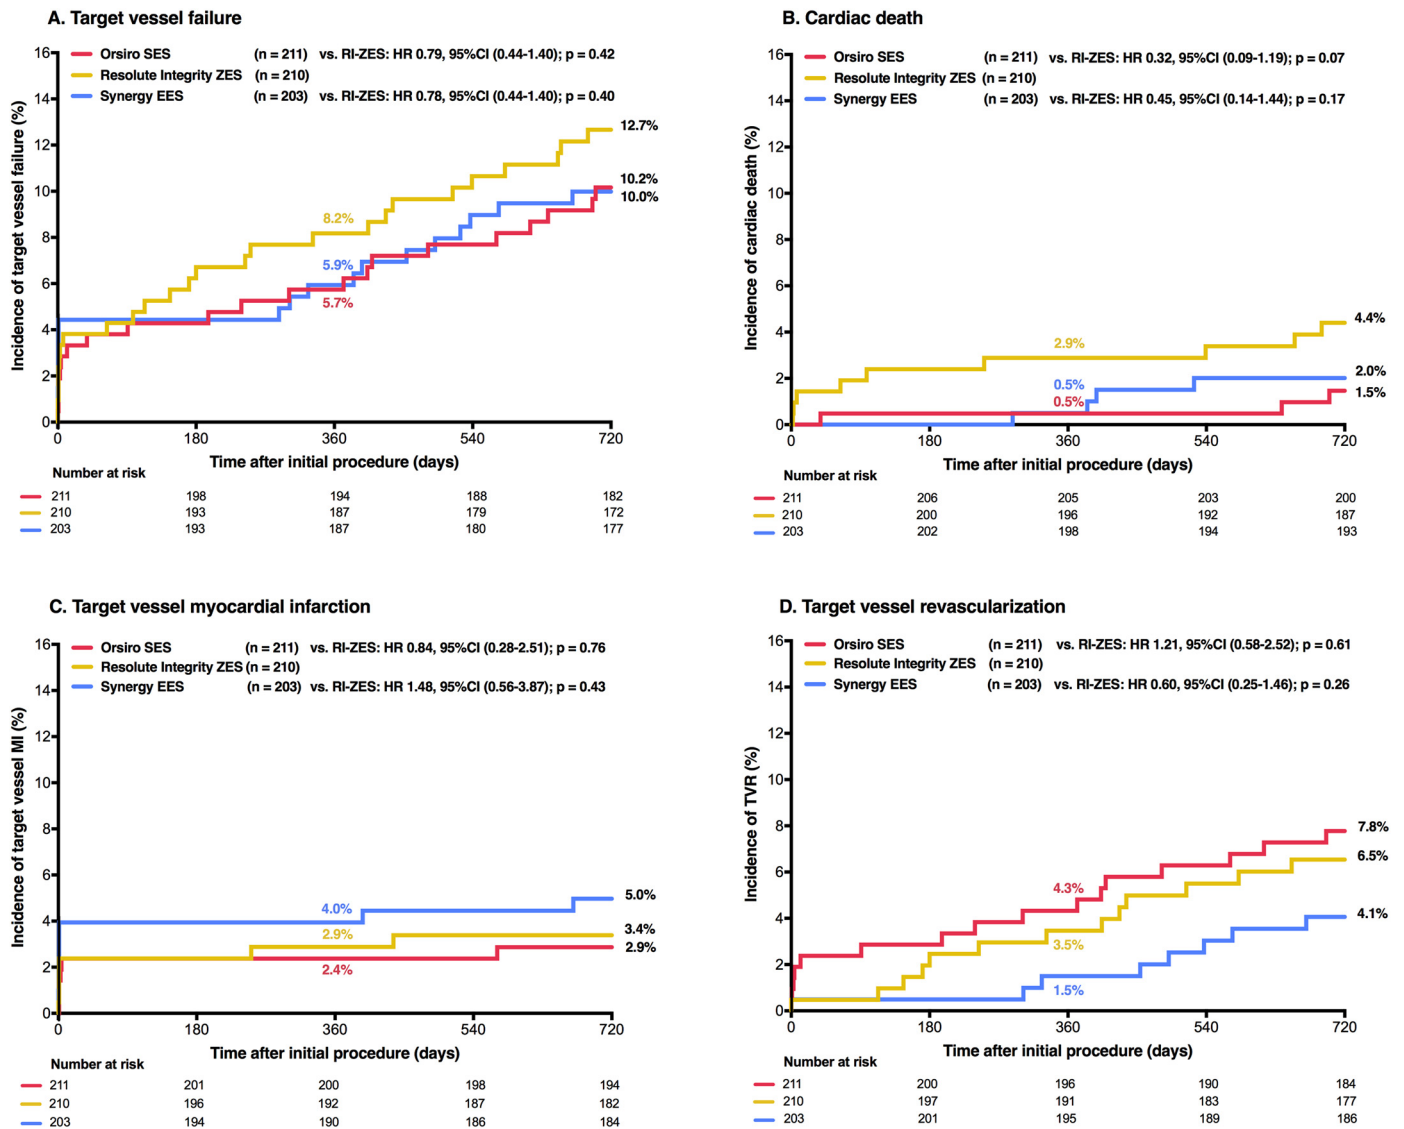 A. Target vessel failure
Orsiro SES (n = 211) vs. RI-ZES: HR 0.79, 95%CI (0.44-1.40); p = 0.42
Resolute Integrity ZES (n = 210)
Synergy EES (n = 203) vs. RI-ZES: HR 0.78, 95%CI (0.44-1.40); p = 0.40
Incidence of target vessel failure (%)
16
14
12
10
8
6
4
2
0
12.7%
10.2%
10.0%
8.2%
5.9%
5.7%
0 180 360 540 720
Time after initial procedure (days)
Number at risk
211 198 194 188 182
210 193 187 179 172
203 193 187 180 177
B. Cardiac death
Orsiro SES (n = 211) vs. RI-ZES: HR 0.32, 95%CI (0.09-1.19); p = 0.07
Resolute Integrity ZES (n = 210)
Synergy EES (n = 203) vs. RI-ZES: HR 0.45, 95%CI (0.14-1.44); p = 0.17
Incidence of cardiac death (%)
16
14
12
10
8
6
4
2
0
4.4%
2.9%
2.0%
0.5%
1.5%
0.5%
0 180 360 540 720
Time after initial procedure (days)
Number at risk
211 206 205 203 200
210 200 196 192 187
203 202 198 194 193
C. Target vessel myocardial infarction
Orsiro SES (n = 211) vs. RI-ZES: HR 0.84, 95%CI (0.28-2.51); p = 0.76
Resolute Integrity ZES (n = 210)
Synergy EES (n = 203) vs. RI-ZES: HR 1.48, 95%CI (0.56-3.87); p = 0.43
Incidence of target vessel MI (%)
16
14
12
10
8
6
4
2
0
5.0%
4.0%
3.4%
2.9%
2.9%
2.4%
0 180 360 540 720
Time after initial procedure (days)
Number at risk
211 201 200 198 194
210 196 192 187 182
203 194 190 186 184
D. Target vessel revascularization
Orsiro SES (n = 211) vs. RI-ZES: HR 1.21, 95%CI (0.58-2.52); p = 0.61
Resolute Integrity ZES (n = 210)
Synergy EES (n = 203) vs. RI-ZES: HR 0.60, 95%CI (0.25-1.46); p = 0.26
Incidence of TVR (%)
16
14
12
10
8
6
4
2
0
7.8%
6.5%
4.3%
4.1%
3.5%
1.5%
0 180 360 540 720
Time after initial procedure (days)
Number at risk
211 200 196 190 184
210 197 191 183 177
203 201 195 189 186